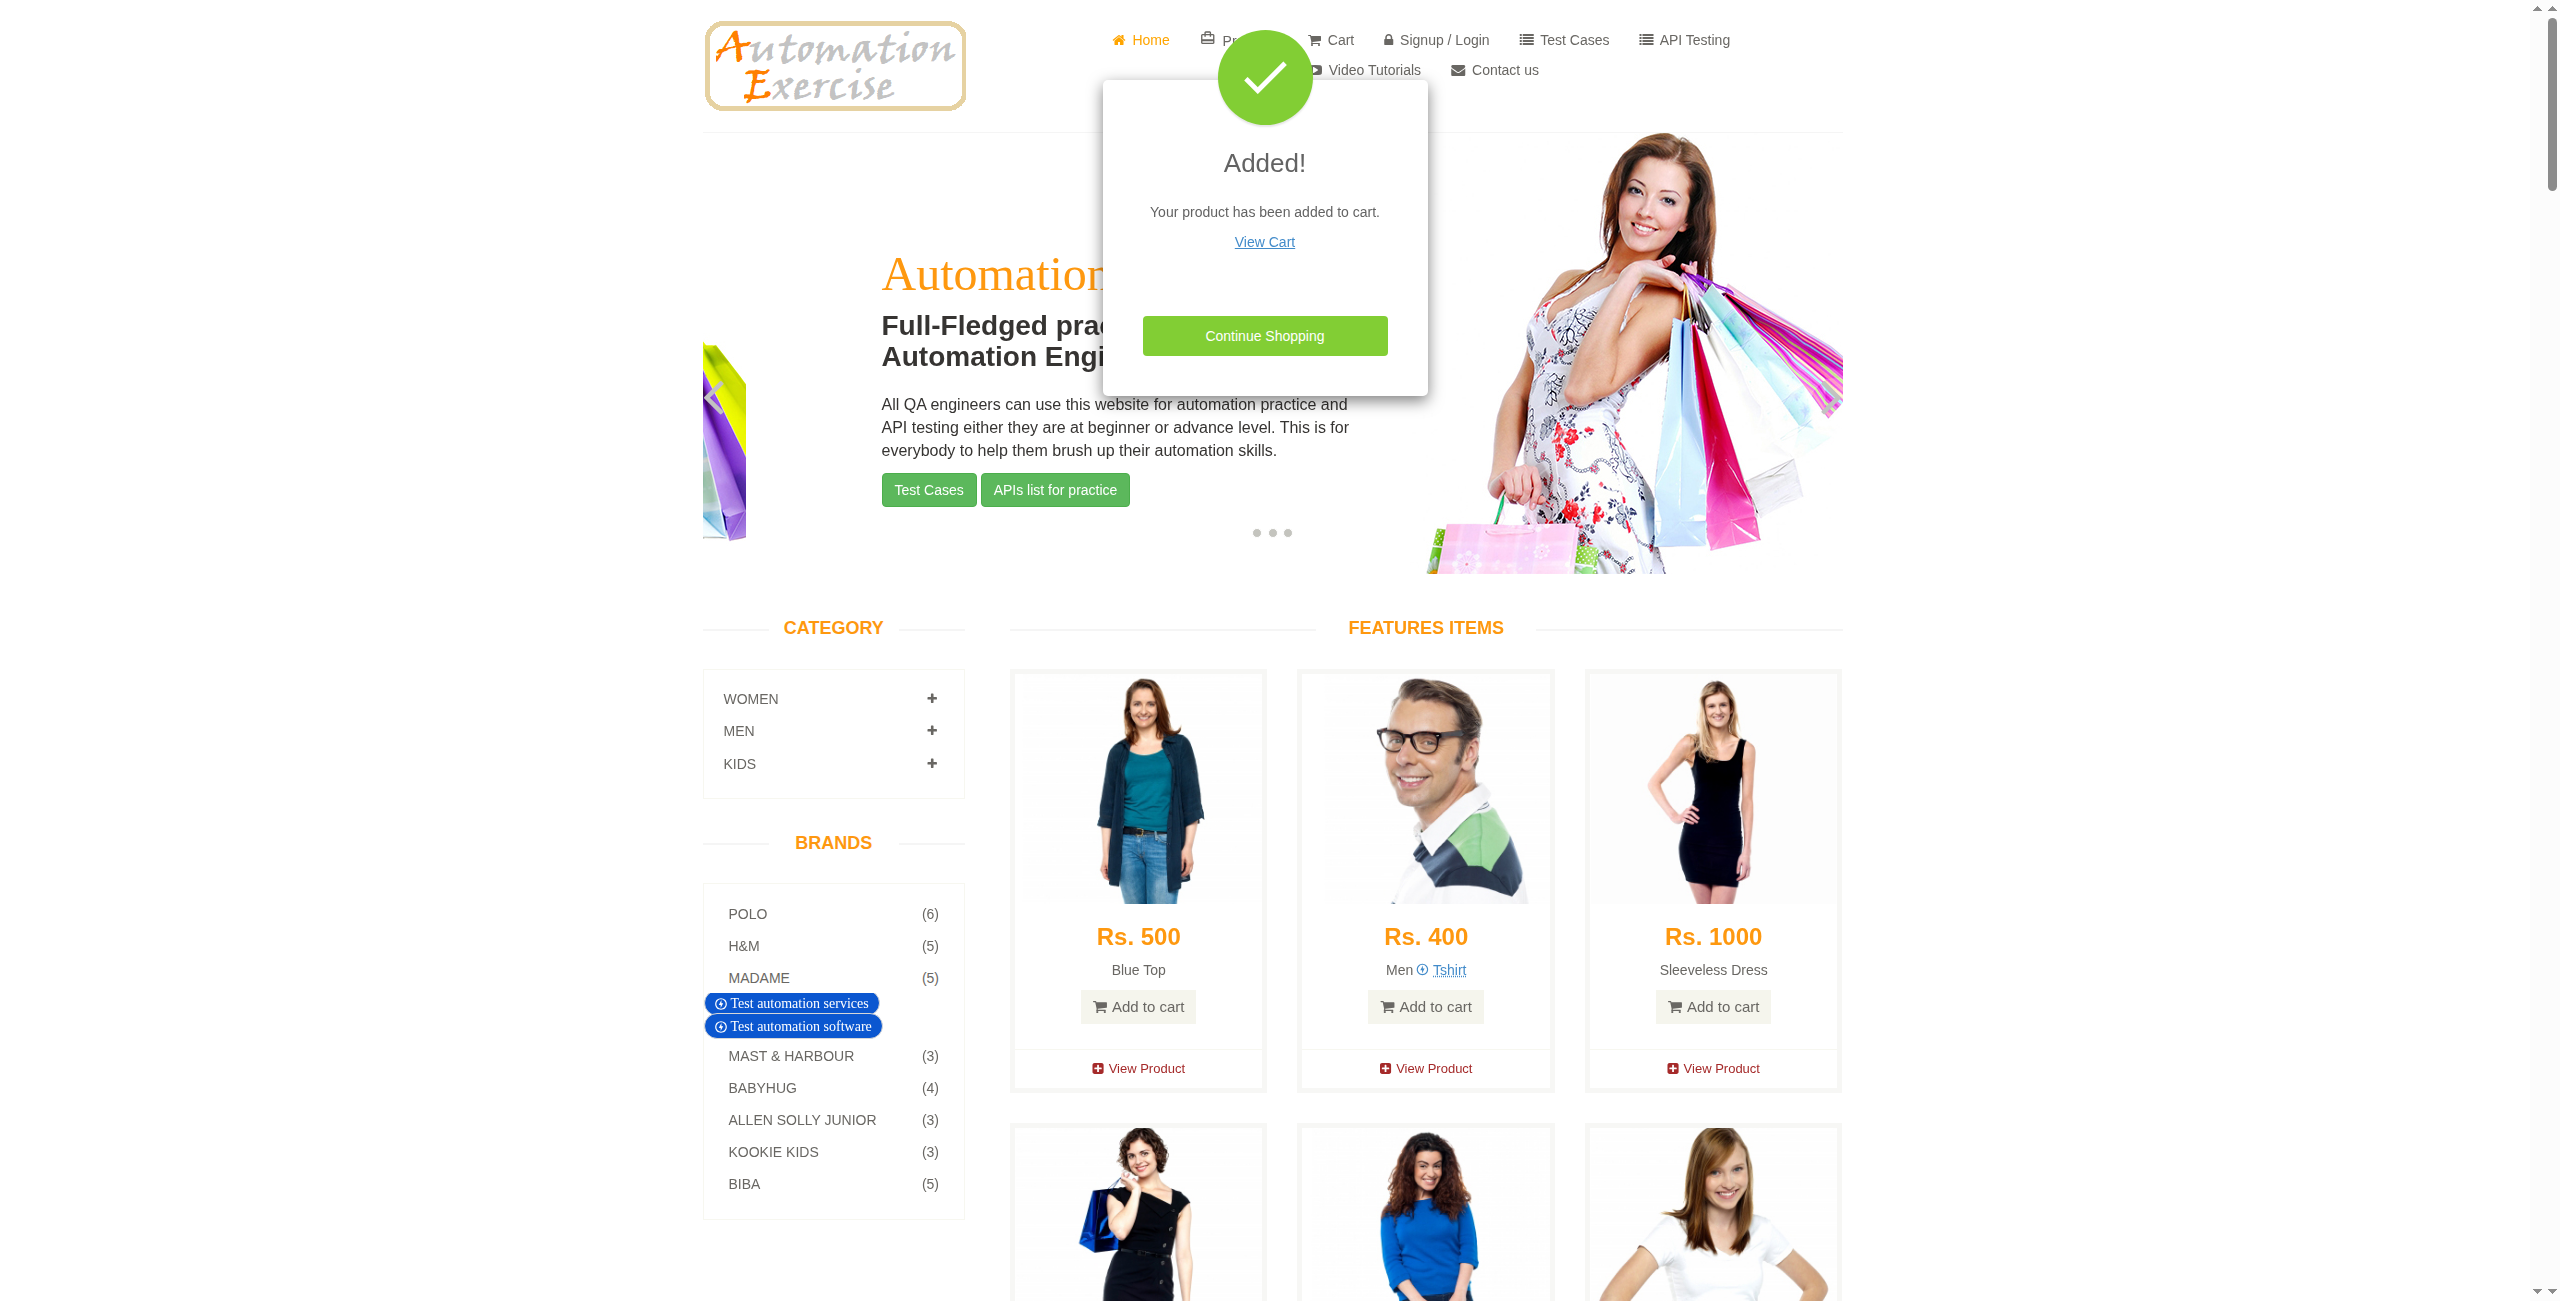 Automation
Exercise
Home
Pr
Cart
Signup / Login
Test Cases
API Testing
Video Tutorials
Contact us
Added!
Your product has been added to cart.
View Cart
Continue Shopping
Automation
Full-Fledged
Automation
All QA engineers can use this website for automation practice and
API testing either they are at beginner or advance level. This is for
everybody to help them brush up their automation skills.
Test Cases
APIs list for practice
CATEGORY
WOMEN
MEN
KIDS
BRANDS
POLO (6)
H&M (5)
MADAME (5)
Test automation services
Test automation software
MAST & HARBOUR (3)
BABYHUG (4)
ALLEN SOLLY JUNIOR (3)
KOOKIE KIDS (3)
BIBA (5)
FEATURES ITEMS
Rs. 500
Blue Top
Add to cart
View Product
Rs. 400
Men Tshirt
Add to cart
View Product
Rs. 1000
Sleeveless Dress
Add to cart
View Product